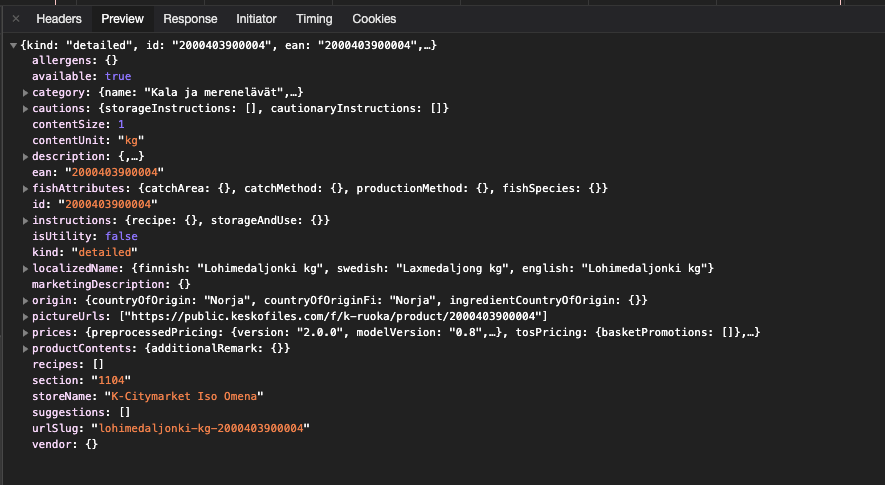 × Headers Preview Response Initiator Timing Cookies
▼{kind: "detailed", id: "2000403900004", ean: "2000403900004",…}
allergens: {}
available: true
▶category: {name: "Kala ja merenelävät",…}
▶cautions: {storageInstructions: [], cautionaryInstructions: []}
contentSize: 1
contentUnit: "kg"
▶description: {,…}
ean: "2000403900004"
▶fishAttributes: {catchArea: {}, catchMethod: {}, productionMethod: {}, fishSpecies: {}}
id: "2000403900004"
▶instructions: {recipe: {}, storageAndUse: {}}
isUtility: false
kind: "detailed"
▶localizedName: {finnish: "Lohimedaljonki kg", swedish: "Laxmedaljong kg", english: "Lohimedaljonki kg"}
marketingDescription: {}
▶origin: {countryOfOrigin: "Norja", countryOfOriginFi: "Norja", ingredientCountryOfOrigin: {}}
▶pictureUrls: ["https://public.keskofiles.com/f/k-ruoka/product/2000403900004"]
▶prices: {preprocessedPricing: {version: "2.0.0", modelVersion: "0.8",…}, tosPricing: {basketPromotions: []},…}
▶productContents: {additionalRemark: {}}
recipes: []
section: "1104"
storeName: "K-Citymarket Iso Omena"
suggestions: []
urlSlug: "lohimedaljonki-kg-2000403900004"
vendor: {}